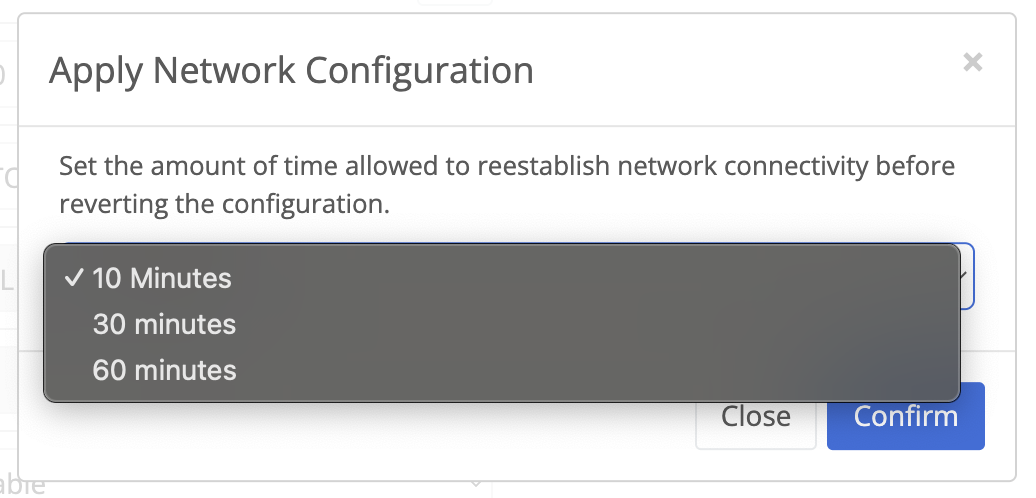 Apply Network Configuration
×
Set the amount of time allowed to reestablish network connectivity before
reverting the configuration.
✓ 10 Minutes
30 minutes
60 minutes
Close Confirm